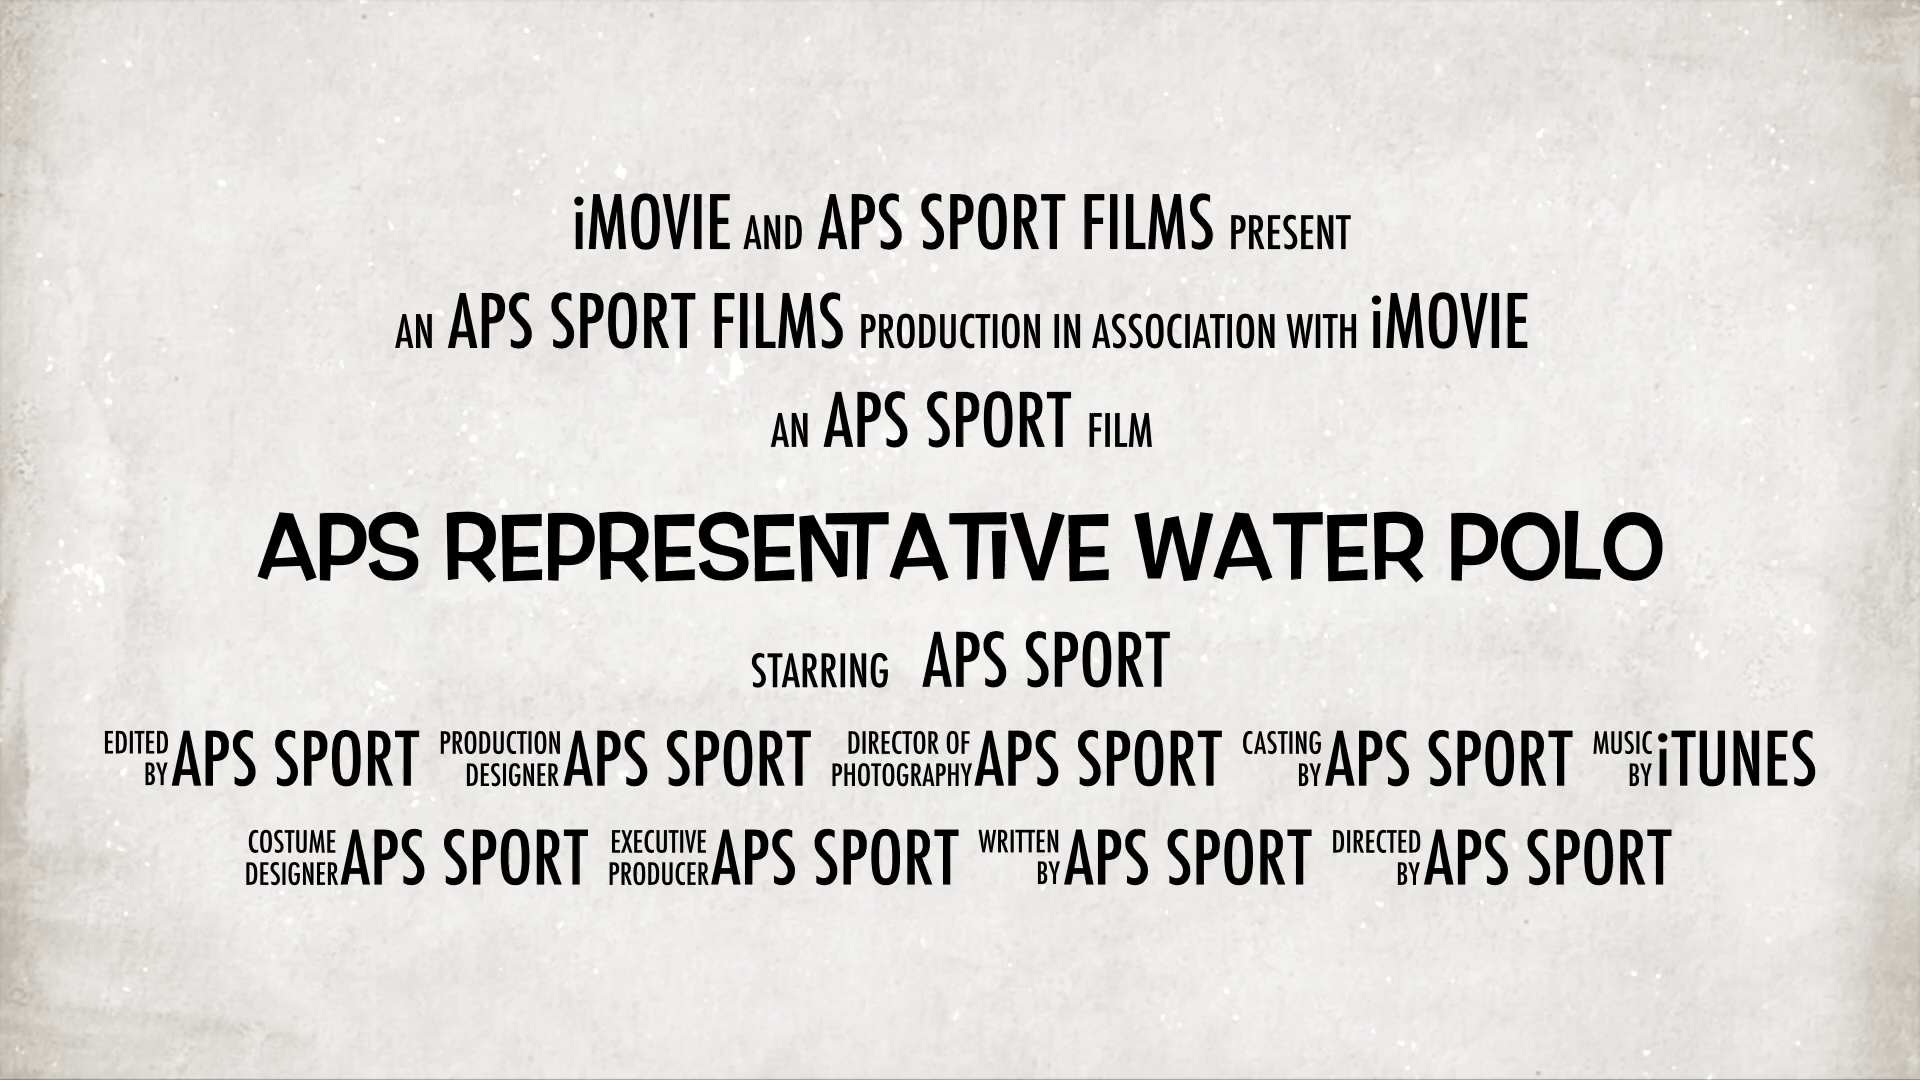 iMOVIE AND APS SPORT FILMS PRESENT
AN APS SPORT FILMS PRODUCTION IN ASSOCIATION WITH iMOVIE
AN APS SPORT FILM
APS REPRESENTATiVE WATER POLO
STARRING APS SPORT
EDITED BY APS SPORT PRODUCTION DESIGNER APS SPORT DIRECTOR OF PHOTOGRAPHY APS SPORT CASTING BY APS SPORT MUSIC BY iTUNES
COSTUME DESIGNER APS SPORT EXECUTIVE PRODUCER APS SPORT WRITTEN BY APS SPORT DIRECTED BY APS SPORT